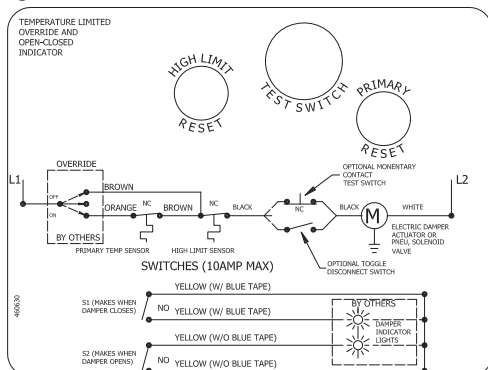 TEMPERATURE LIMITED
OVERRIDE AND
OPEN-CLOSED
INDICATOR
HIGH LIMIT
RESET
TEST SWITCH
PRIMARY
RESET
OVERRIDE
OPTIONAL MONENTARY
CONTACT
TEST SWITCH
L1
L2
OFF
ON
BROWN
ORANGE
NC
BROWN
NC
BLACK
NC
BLACK
M
WHITE
BY OTHERS
PRIMARY TEMP SENSOR
HIGH LIMIT SENSOR
ELECTRIC DAMPER
ACTUATOR OR
PNEU, SOLENOID
VALVE
SWITCHES (10AMP MAX)
OPTIONAL TOGGLE
DISCONNECT SWITCH
460630
S1 (MAKES WHEN
DAMPER CLOSES)
YELLOW (W/ BLUE TAPE)
NO YELLOW (W/ BLUE TAPE)
BY OTHERS
DAMPER
INDICATOR
LIGHTS
S2 (MAKES WHEN
DAMPER OPENS)
YELLOW (W/O BLUE TAPE)
NO YELLOW (W/O BLUE TAPE)